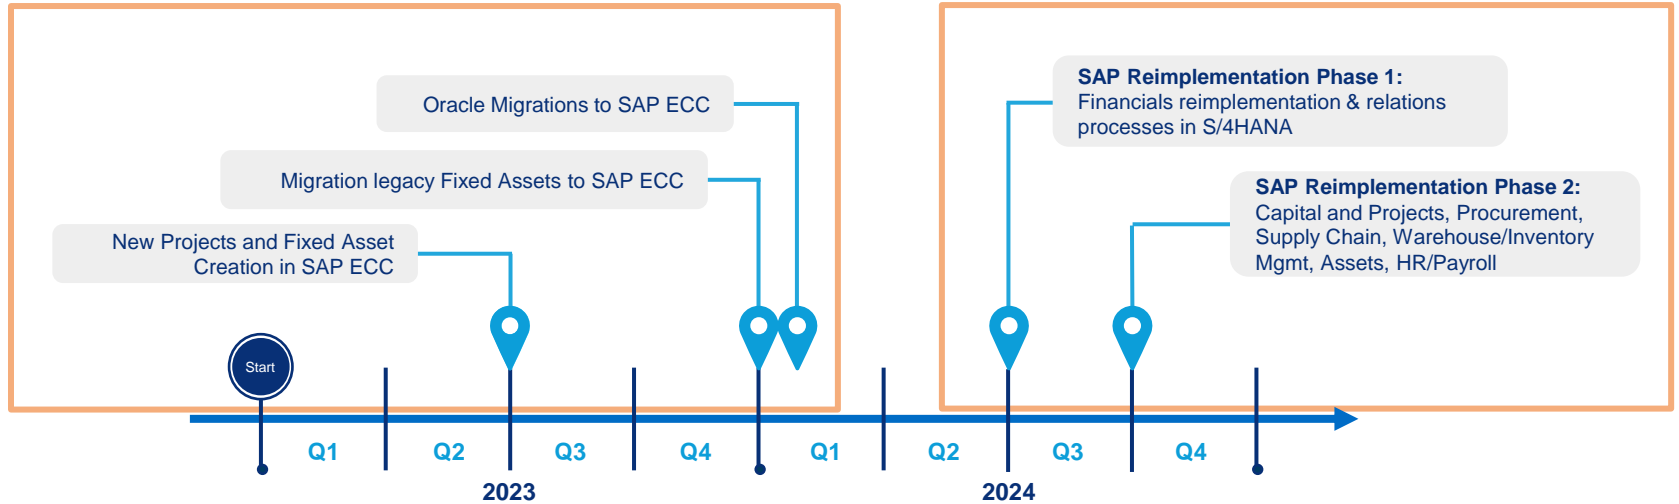 SAP Reimplementation Phase 1:
Financials reimplementation & relations
processes in S/4HANA
Oracle Migrations to SAP ECC
Migration legacy Fixed Assets to SAP ECC
SAP Reimplementation Phase 2:
Capital and Projects, Procurement,
Supply Chain, Warehouse/Inventory
Mgmt, Assets, HR/Payroll
New Projects and Fixed Asset
Creation in SAP ECC
Start
Q1 Q2 Q3 Q4 Q1 Q2 Q3 Q4
2023 2024